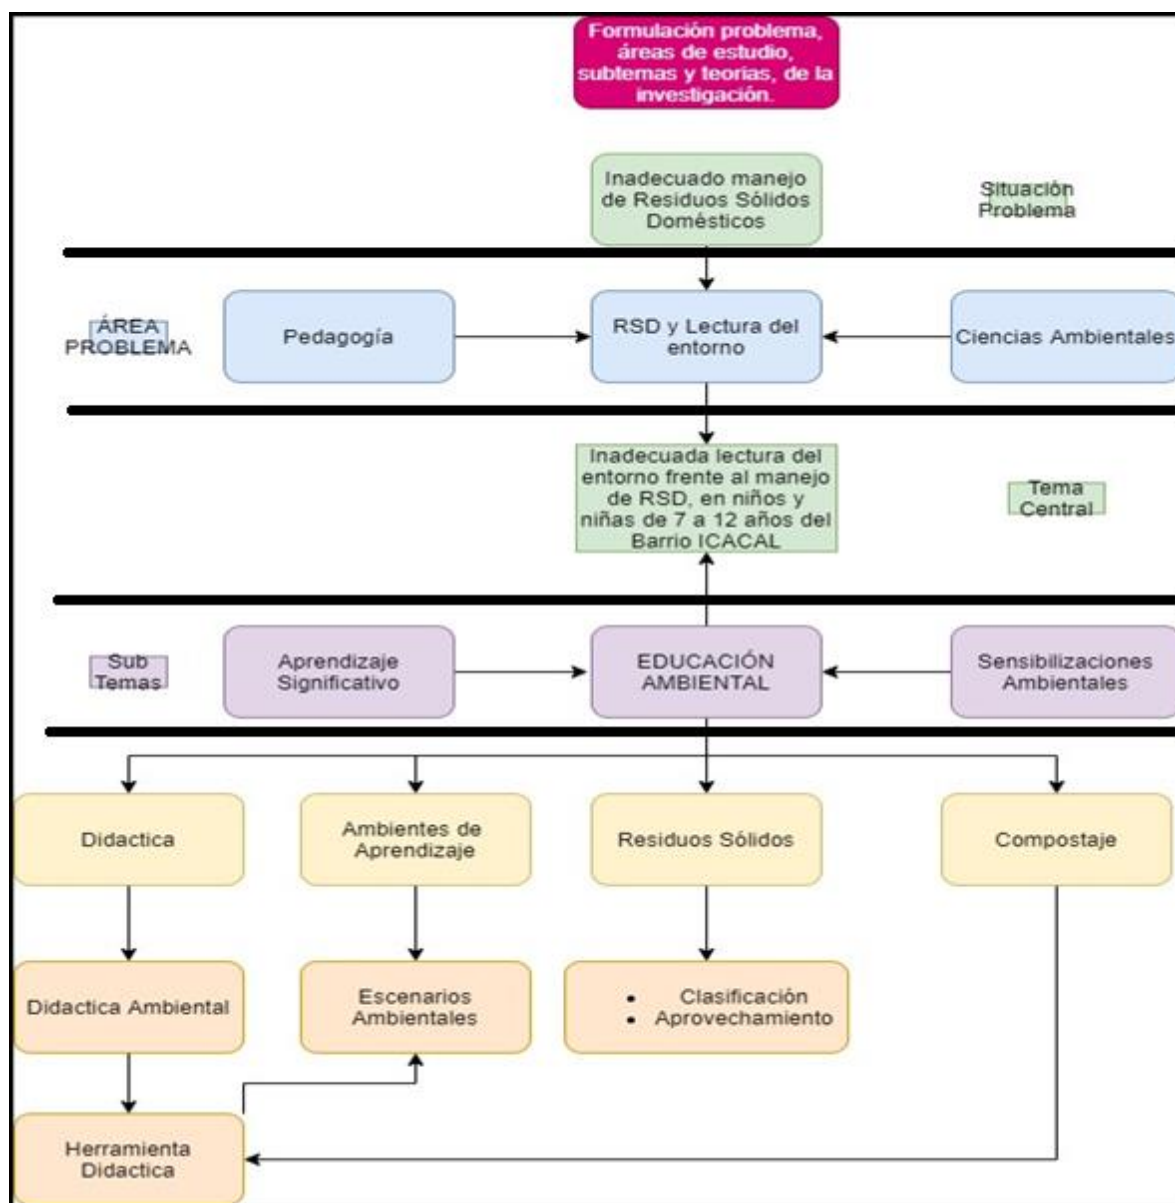 Formulación problema,
áreas de estudio,
subtemas y teorías, de la
investigación.
Inadecuado manejo
de Residuos Sólidos
Domésticos
Situación
Problema
ÁREA
PROBLEMA
Pedagogía
RSD y Lectura del
entorno
Ciencias Ambientales
Inadecuada lectura del
entorno frente al manejo
de RSD, en niños y
niñas de 7 a 12 años del
Barrio ICACAL
Tema
Central
Sub
Temas
Aprendizaje
Significativo
EDUCACIÓN
AMBIENTAL
Sensibilizaciones
Ambientales
Didactica
Ambientes de
Aprendizaje
Residuos Sólidos
Compostaje
Didactica Ambiental
Escenarios
Ambientales
• Clasificación
• Aprovechamiento
Herramienta
Didactica